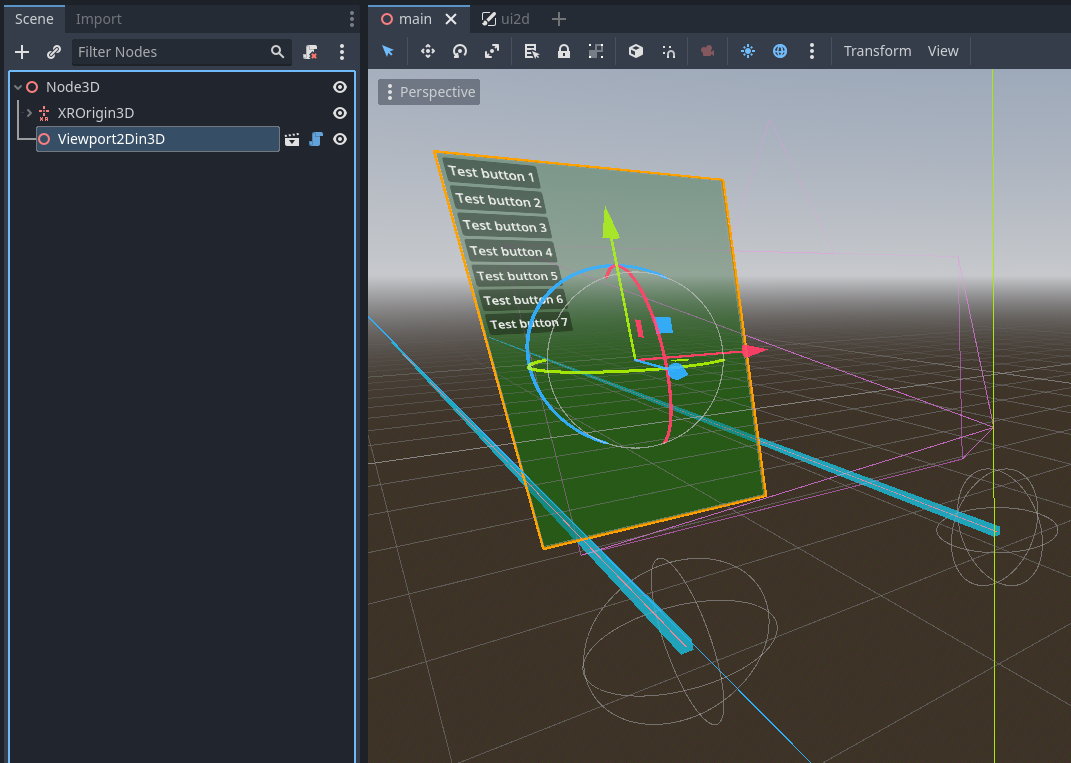 Scene Import
Filter Nodes
Node3D
XROrigin3D
Viewport2Din3D
main ui2d
Transform View
Perspective
Test button 1
Test button 2
Test button 3
Test button 4
Test button 5
Test button 6
Test button 7